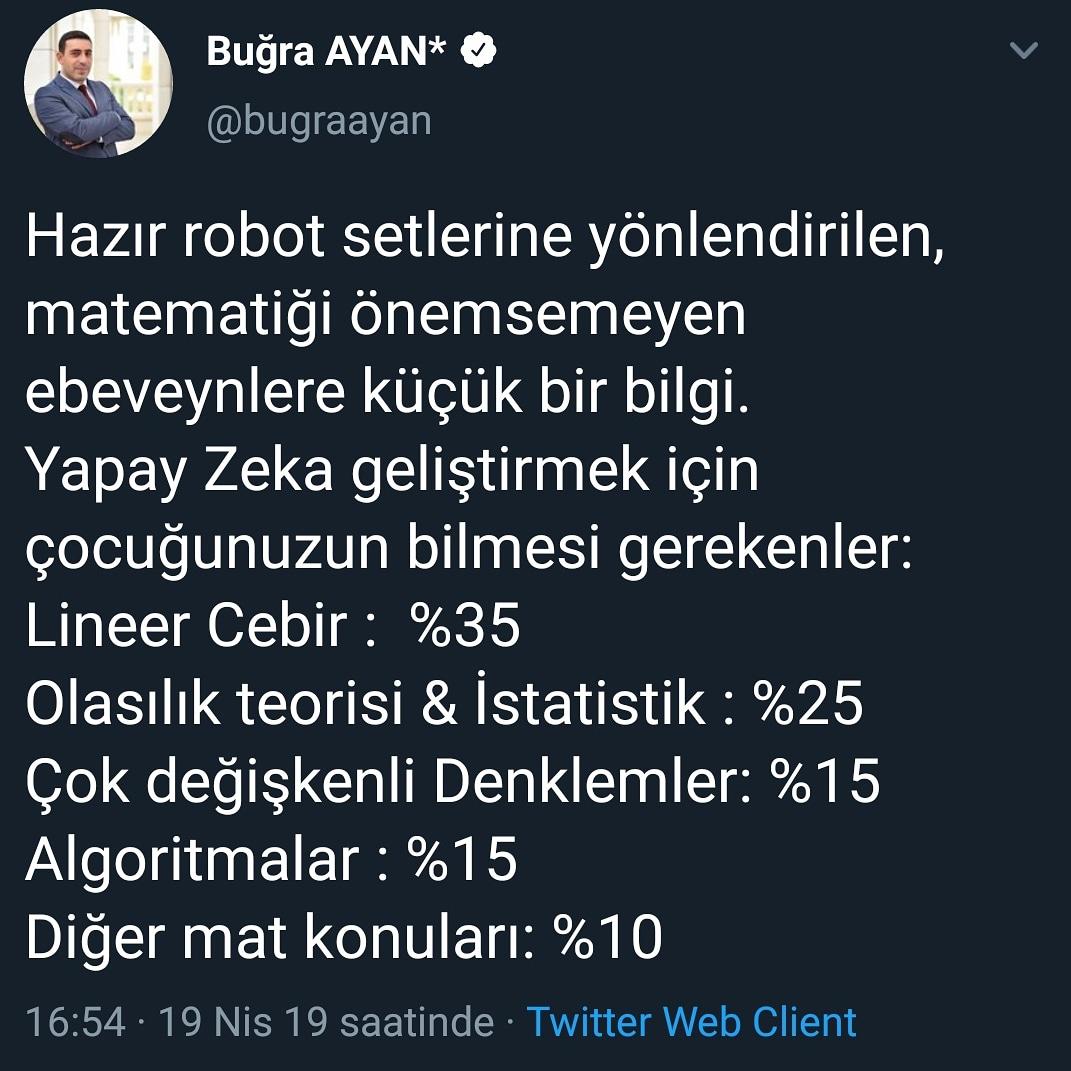 Buğra AYAN*
@bugraayan
Hazır robot setlerine yönlendirilen,
matematiği önemsemeyen
ebeveynlere küçük bir bilgi.
Yapay Zeka geliştirmek için
çocuğunuzun bilmesi gerekenler:
Lineer Cebir :  %35
Olasılık teorisi & İstatistik : %25
Çok değişkenli Denklemler: %15
Algoritmalar : %15
Diğer mat konuları: %10
16:54 · 19 Nis 19 saatinde · Twitter Web Client